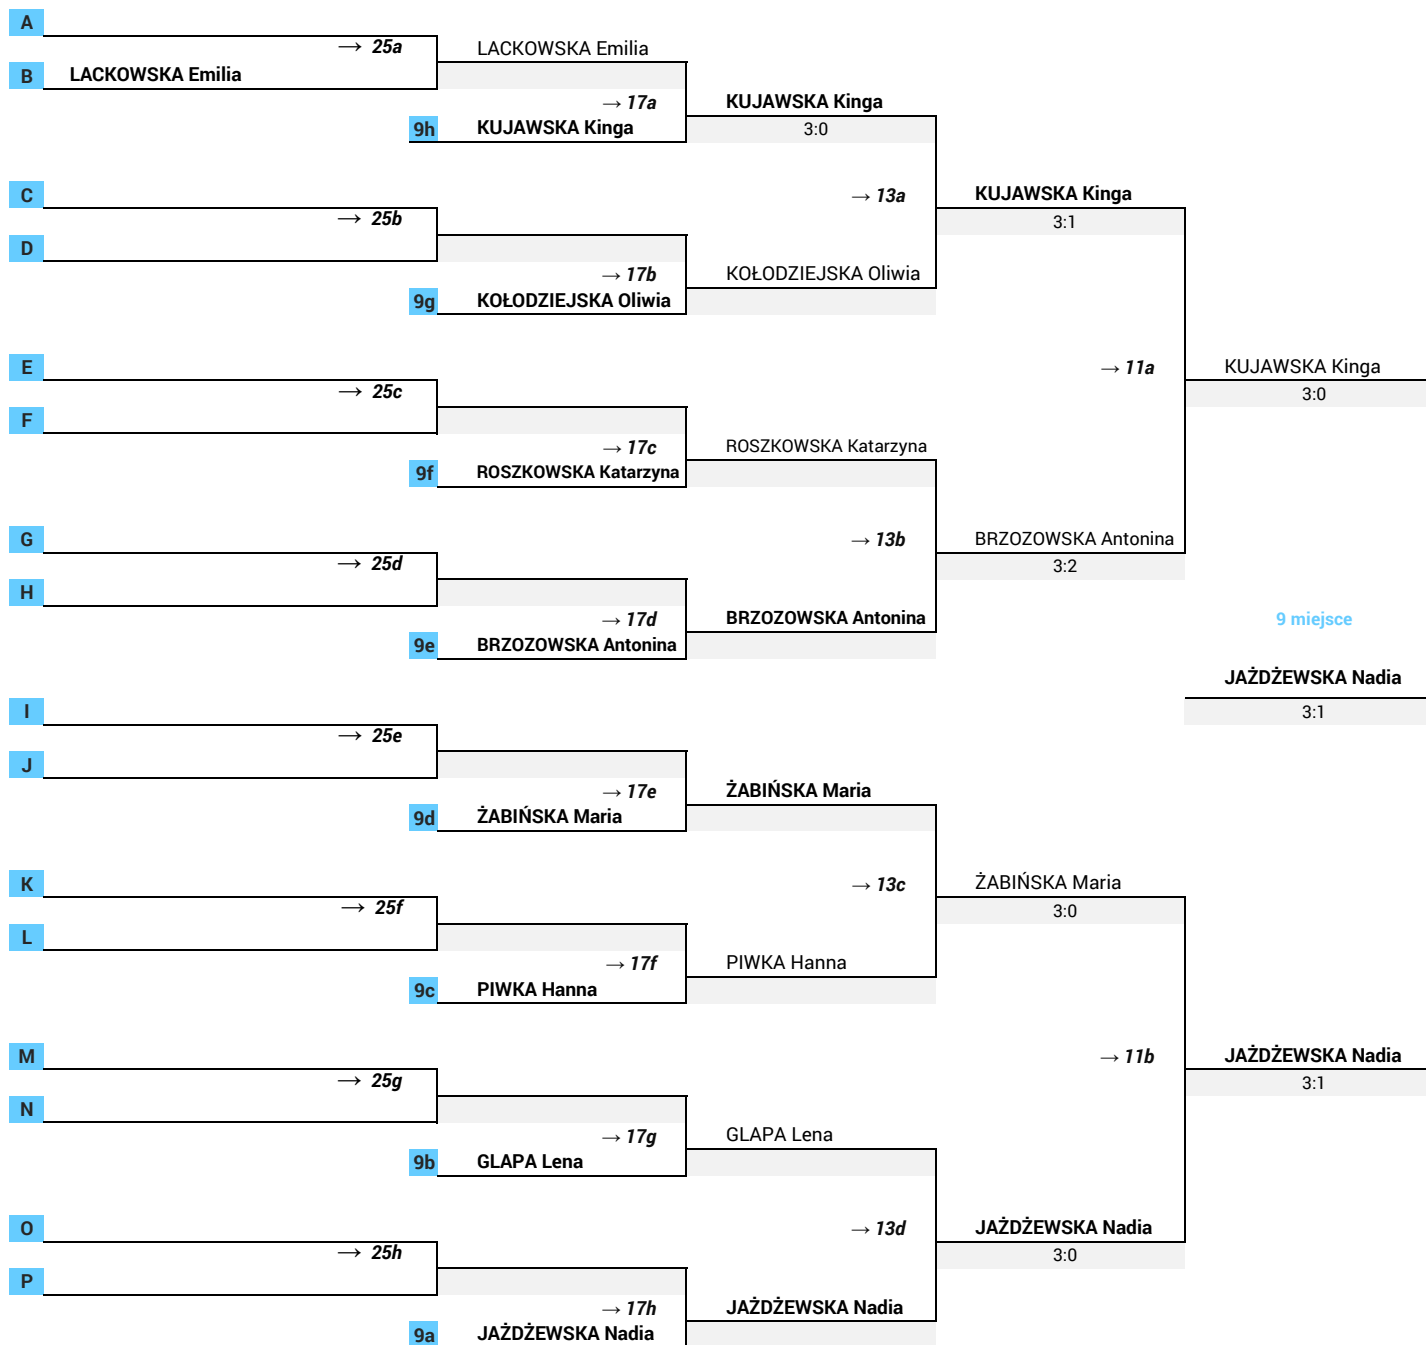 A
→ 25a
LACKOWSKA Emilia
B
LACKOWSKA Emilia
→ 17a
KUJAWSKA Kinga
9h
KUJAWSKA Kinga
3:0
C
→ 13a
KUJAWSKA Kinga
→ 25b
3:1
D
→ 17b
KOŁODZIEJSKA Oliwia
9g
KOŁODZIEJSKA Oliwia
E
→ 11a
KUJAWSKA Kinga
→ 25c
3:0
F
→ 17c
ROSZKOWSKA Katarzyna
9f
ROSZKOWSKA Katarzyna
G
→ 13b
BRZOZOWSKA Antonina
→ 25d
3:2
H
→ 17d
BRZOZOWSKA Antonina
9 miejsce
9e
BRZOZOWSKA Antonina
JAŻDŻEWSKA Nadia
I
3:1
→ 25e
J
→ 17e
ŻABIŃSKA Maria
9d
ŻABIŃSKA Maria
K
→ 13c
ŻABIŃSKA Maria
→ 25f
3:0
L
→ 17f
PIWKA Hanna
9c
PIWKA Hanna
M
→ 11b
JAŻDŻEWSKA Nadia
→ 25g
3:1
N
→ 17g
GLAPA Lena
9b
GLAPA Lena
O
→ 13d
JAŻDŻEWSKA Nadia
→ 25h
3:0
P
→ 17h
JAŻDŻEWSKA Nadia
9a
JAŻDŻEWSKA Nadia